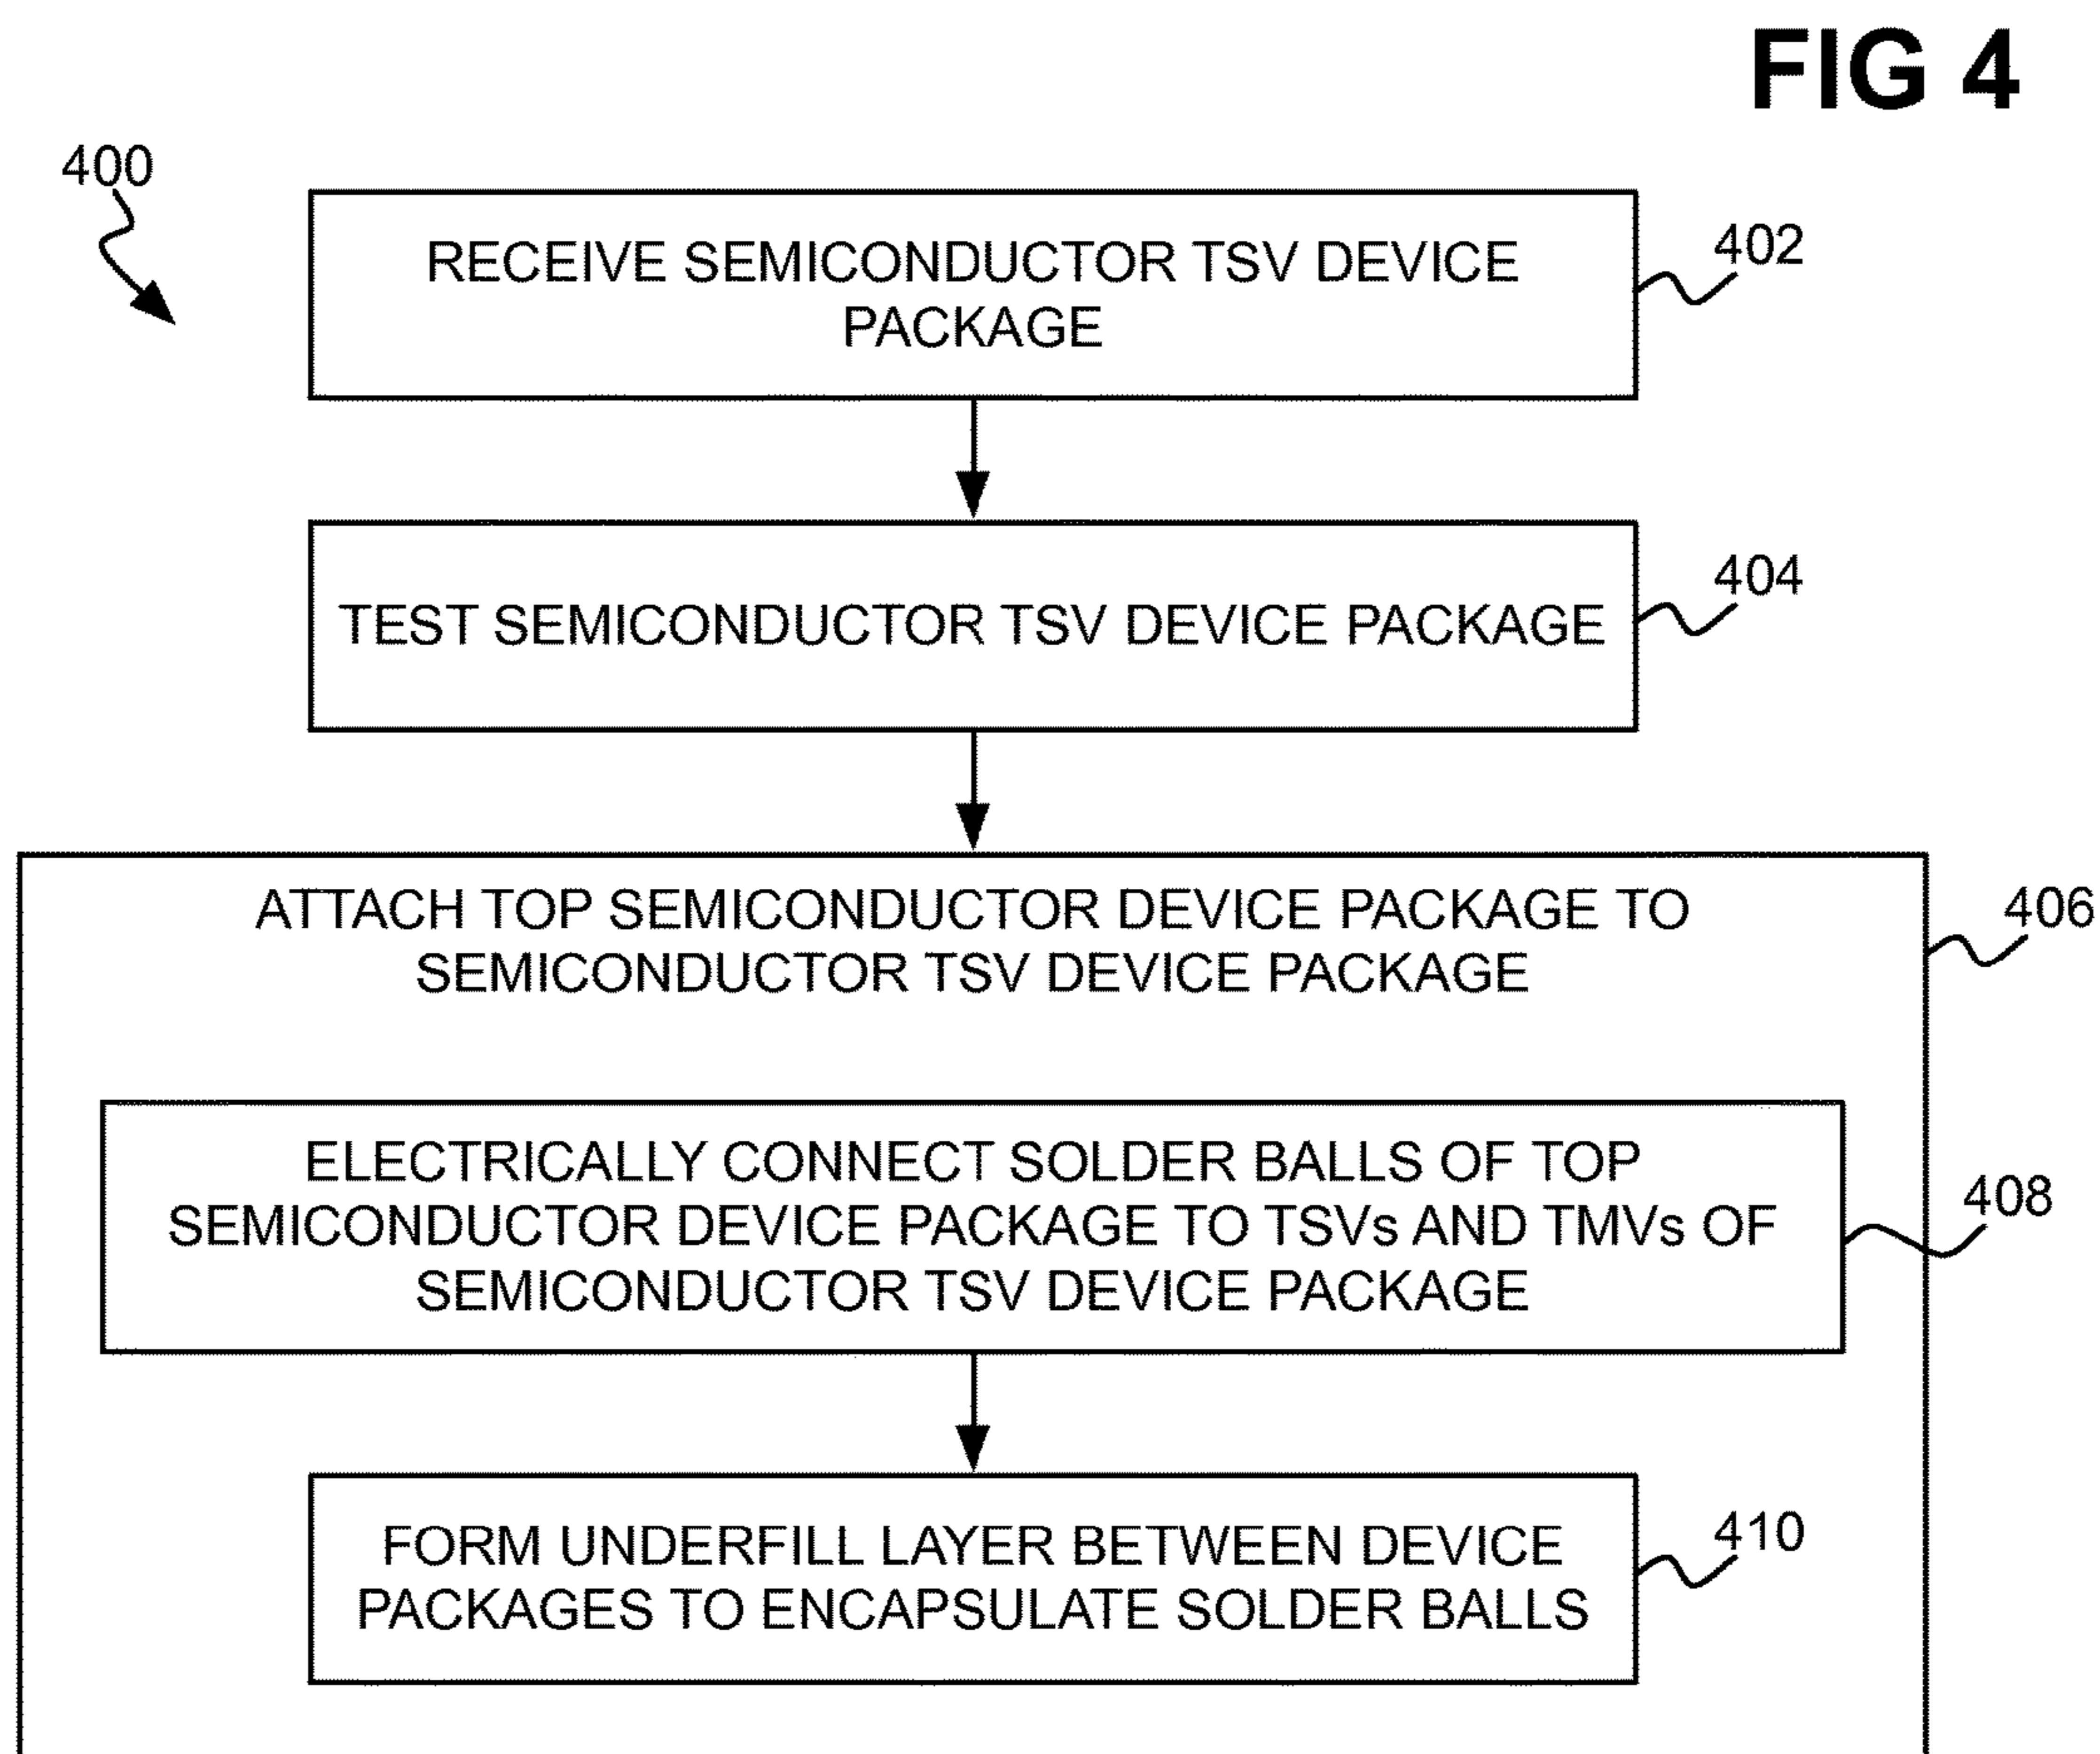 FIG 4
400
RECEIVE SEMICONDUCTOR TSV DEVICE
PACKAGE
402
TEST SEMICONDUCTOR TSV DEVICE PACKAGE
404
ATTACH TOP SEMICONDUCTOR DEVICE PACKAGE TO
SEMICONDUCTOR TSV DEVICE PACKAGE
406
ELECTRICALLY CONNECT SOLDER BALLS OF TOP
SEMICONDUCTOR DEVICE PACKAGE TO TSVs AND TMVs OF
SEMICONDUCTOR TSV DEVICE PACKAGE
408
FORM UNDERFILL LAYER BETWEEN DEVICE
PACKAGES TO ENCAPSULATE SOLDER BALLS
410